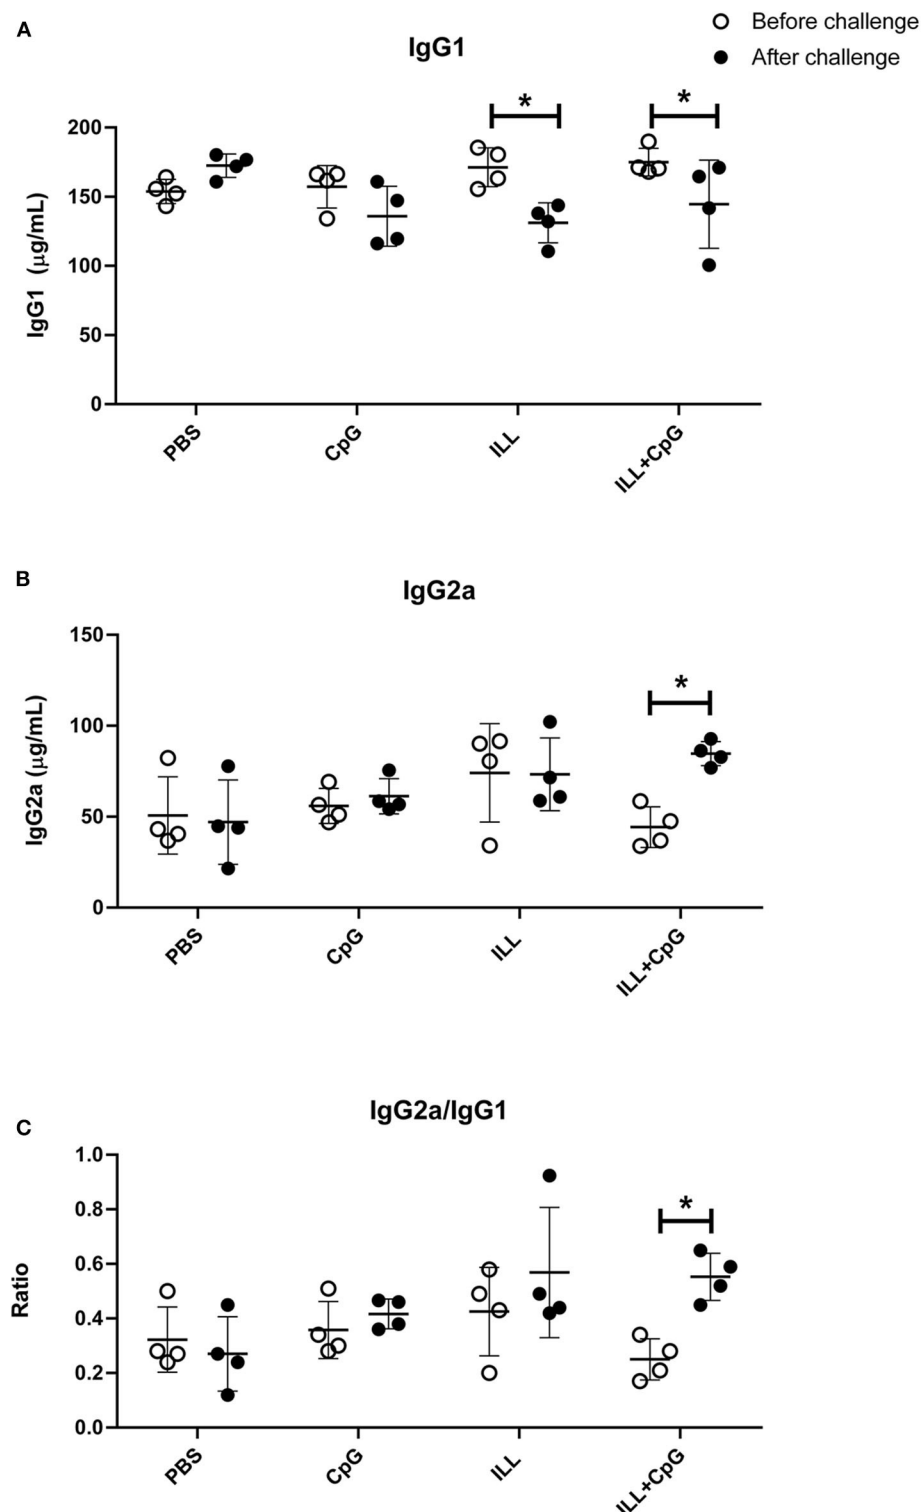 A
IgG1
Before challenge
After challenge
IgG1 (μg/mL)
200
150
100
50
0
*
*
PBS
CpG
ILL
ILL+CpG
B
IgG2a
IgG2a (μg/mL)
150
100
50
0
*
PBS
CpG
ILL
ILL+CpG
C
IgG2a/IgG1
Ratio
1.0
0.8
0.6
0.4
0.2
0.0
*
PBS
CpG
ILL
ILL+CpG